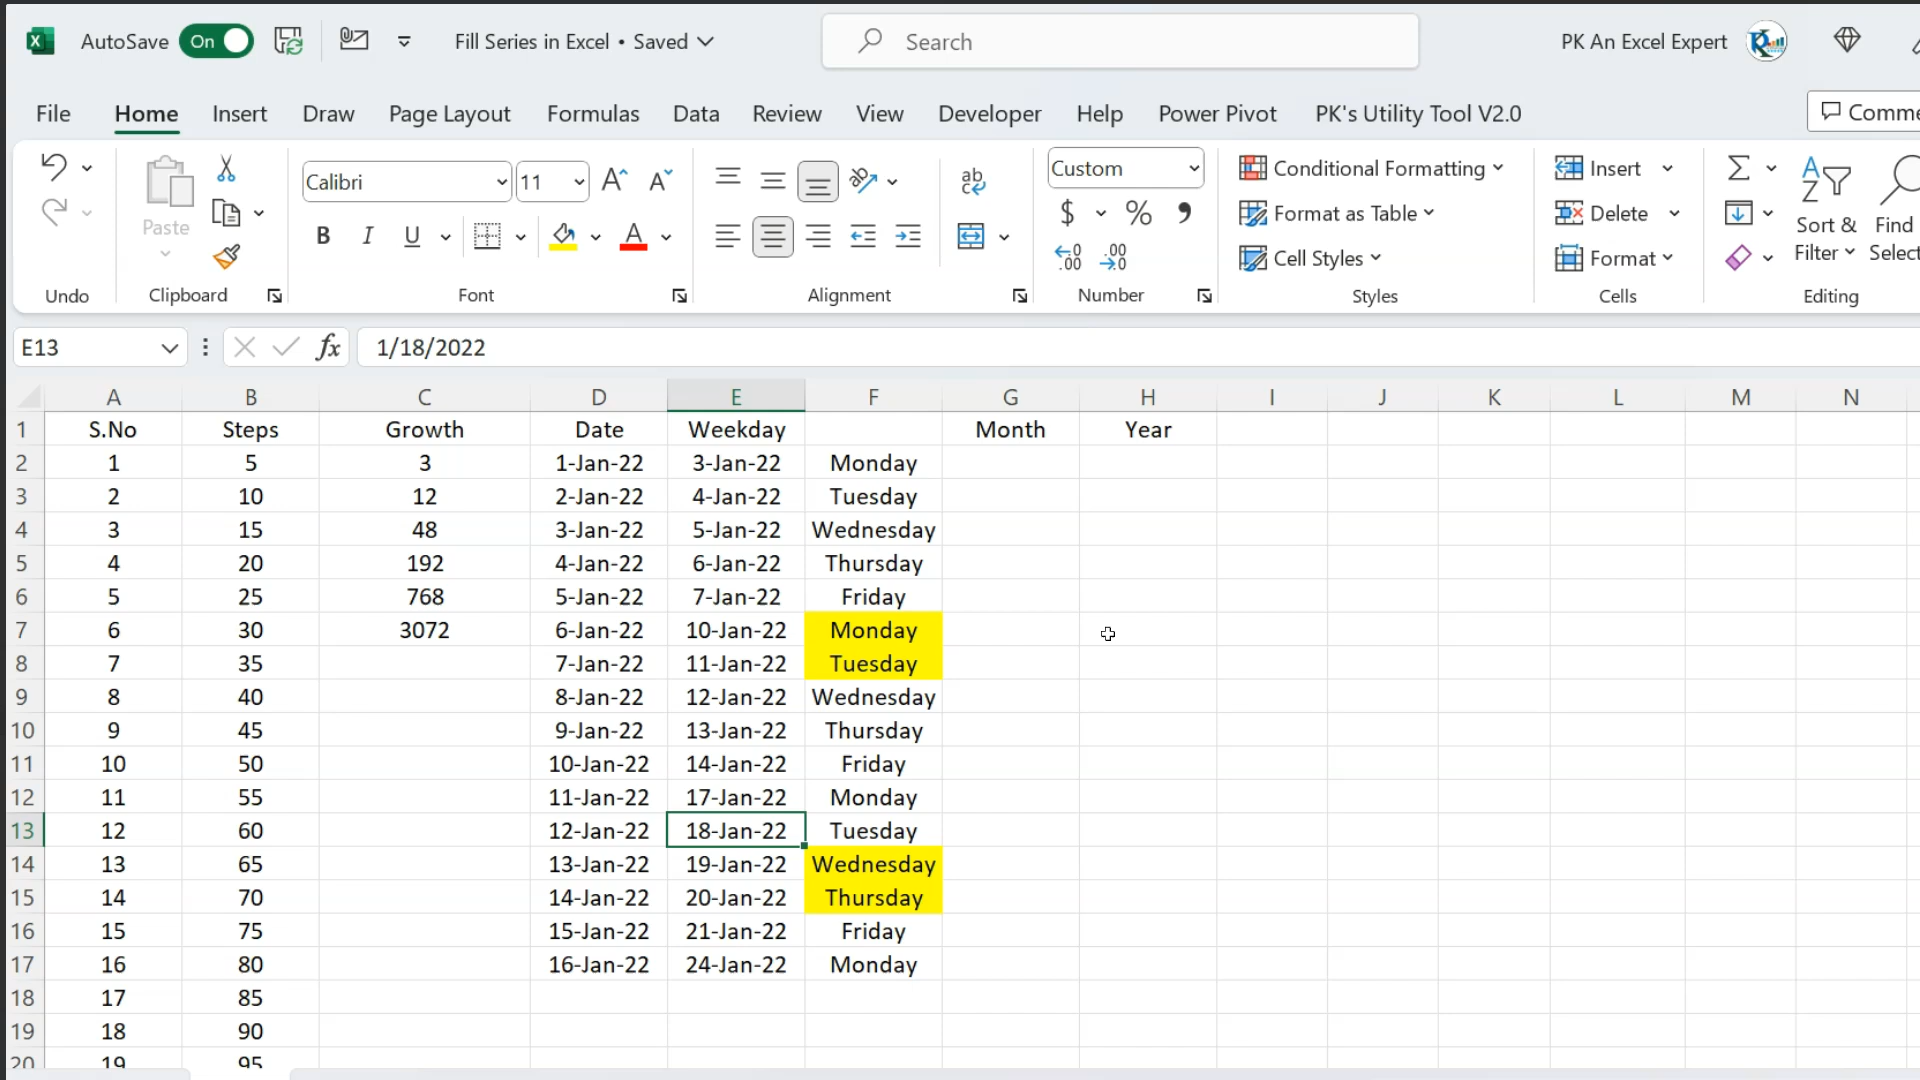 AutoSave On Fill Series in Excel • Saved Search PK An Excel Expert
File Home Insert Draw Page Layout Formulas Data Review View Developer Help Power Pivot PK's Utility Tool V2.0 Comme
Paste Calibri 11 Custom Conditional Formatting Insert
B I U $ % Format as Table Delete Sort & Find
Cell Styles Format Filter Selec
Undo Clipboard Font Alignment Number Styles Cells Editing
E13 fx 1/18/2022
A B C D E F G H I J K L M N
1 S.No Steps Growth Date Weekday Month Year
2 1 5 3 1-Jan-22 3-Jan-22 Monday
3 2 10 12 2-Jan-22 4-Jan-22 Tuesday
4 3 15 48 3-Jan-22 5-Jan-22 Wednesday
5 4 20 192 4-Jan-22 6-Jan-22 Thursday
6 5 25 768 5-Jan-22 7-Jan-22 Friday
7 6 30 3072 6-Jan-22 10-Jan-22 Monday
8 7 35 7-Jan-22 11-Jan-22 Tuesday
9 8 40 8-Jan-22 12-Jan-22 Wednesday
10 9 45 9-Jan-22 13-Jan-22 Thursday
11 10 50 10-Jan-22 14-Jan-22 Friday
12 11 55 11-Jan-22 17-Jan-22 Monday
13 12 60 12-Jan-22 18-Jan-22 Tuesday
14 13 65 13-Jan-22 19-Jan-22 Wednesday
15 14 70 14-Jan-22 20-Jan-22 Thursday
16 15 75 15-Jan-22 21-Jan-22 Friday
17 16 80 16-Jan-22 24-Jan-22 Monday
18 17 85
19 18 90
20 19 95